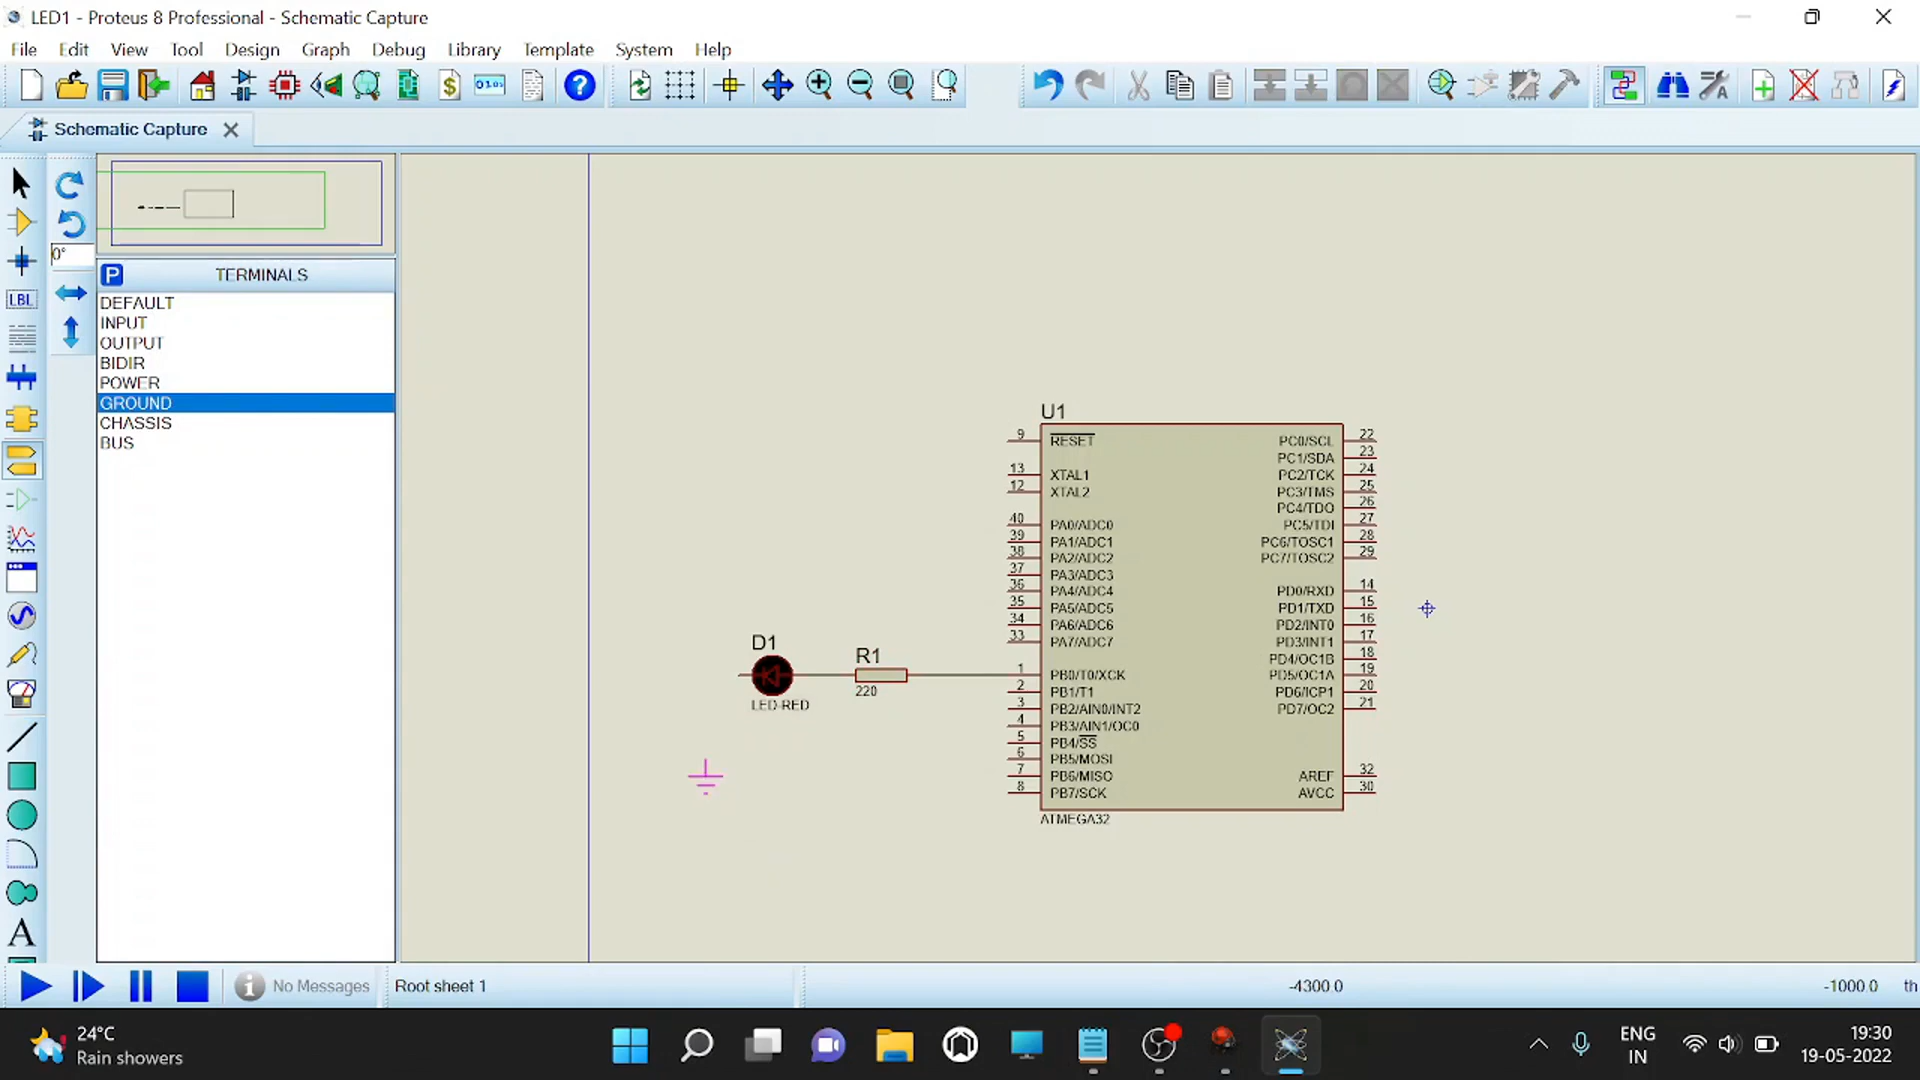 LED1 - Proteus 8 Professional - Schematic Capture
File Edit View Tool Design Graph Debug Library Template System Help
Schematic Capture
0°
P TERMINALS
DEFAULT
INPUT
OUTPUT
BIDIR
POWER
GROUND
CHASSIS
BUS
LBL
A
$
0101
?
U1
9 RESET PC0/SCL 22
PC1/SDA 23
13 XTAL1 PC2/TCK 24
12 XTAL2 PC3/TMS 25
PC4/TDO 26
40 PA0/ADC0 PC5/TDI 27
39 PA1/ADC1 PC6/TOSC1 28
38 PA2/ADC2 PC7/TOSC2 29
37 PA3/ADC3
36 PA4/ADC4 PD0/RXD 14
35 PA5/ADC5 PD1/TXD 15
34 PA6/ADC6 PD2/INT0 16
33 PA7/ADC7 PD3/INT1 17
PD4/OC1B 18
1 PB0/T0/XCK PD5/OC1A 19
2 PB1/T1 PD6/ICP1 20
3 PB2/AIN0/INT2 PD7/OC2 21
4 PB3/AIN1/OC0
5 PB4/SS
6 PB5/MOSI
7 PB6/MISO AREF 32
8 PB7/SCK AVCC 30
ATMEGA32
D1
LED-RED
R1
220
No Messages Root sheet 1 -4300.0 -1000.0 th
24°C
Rain showers
ENG
IN
19:30
19-05-2022